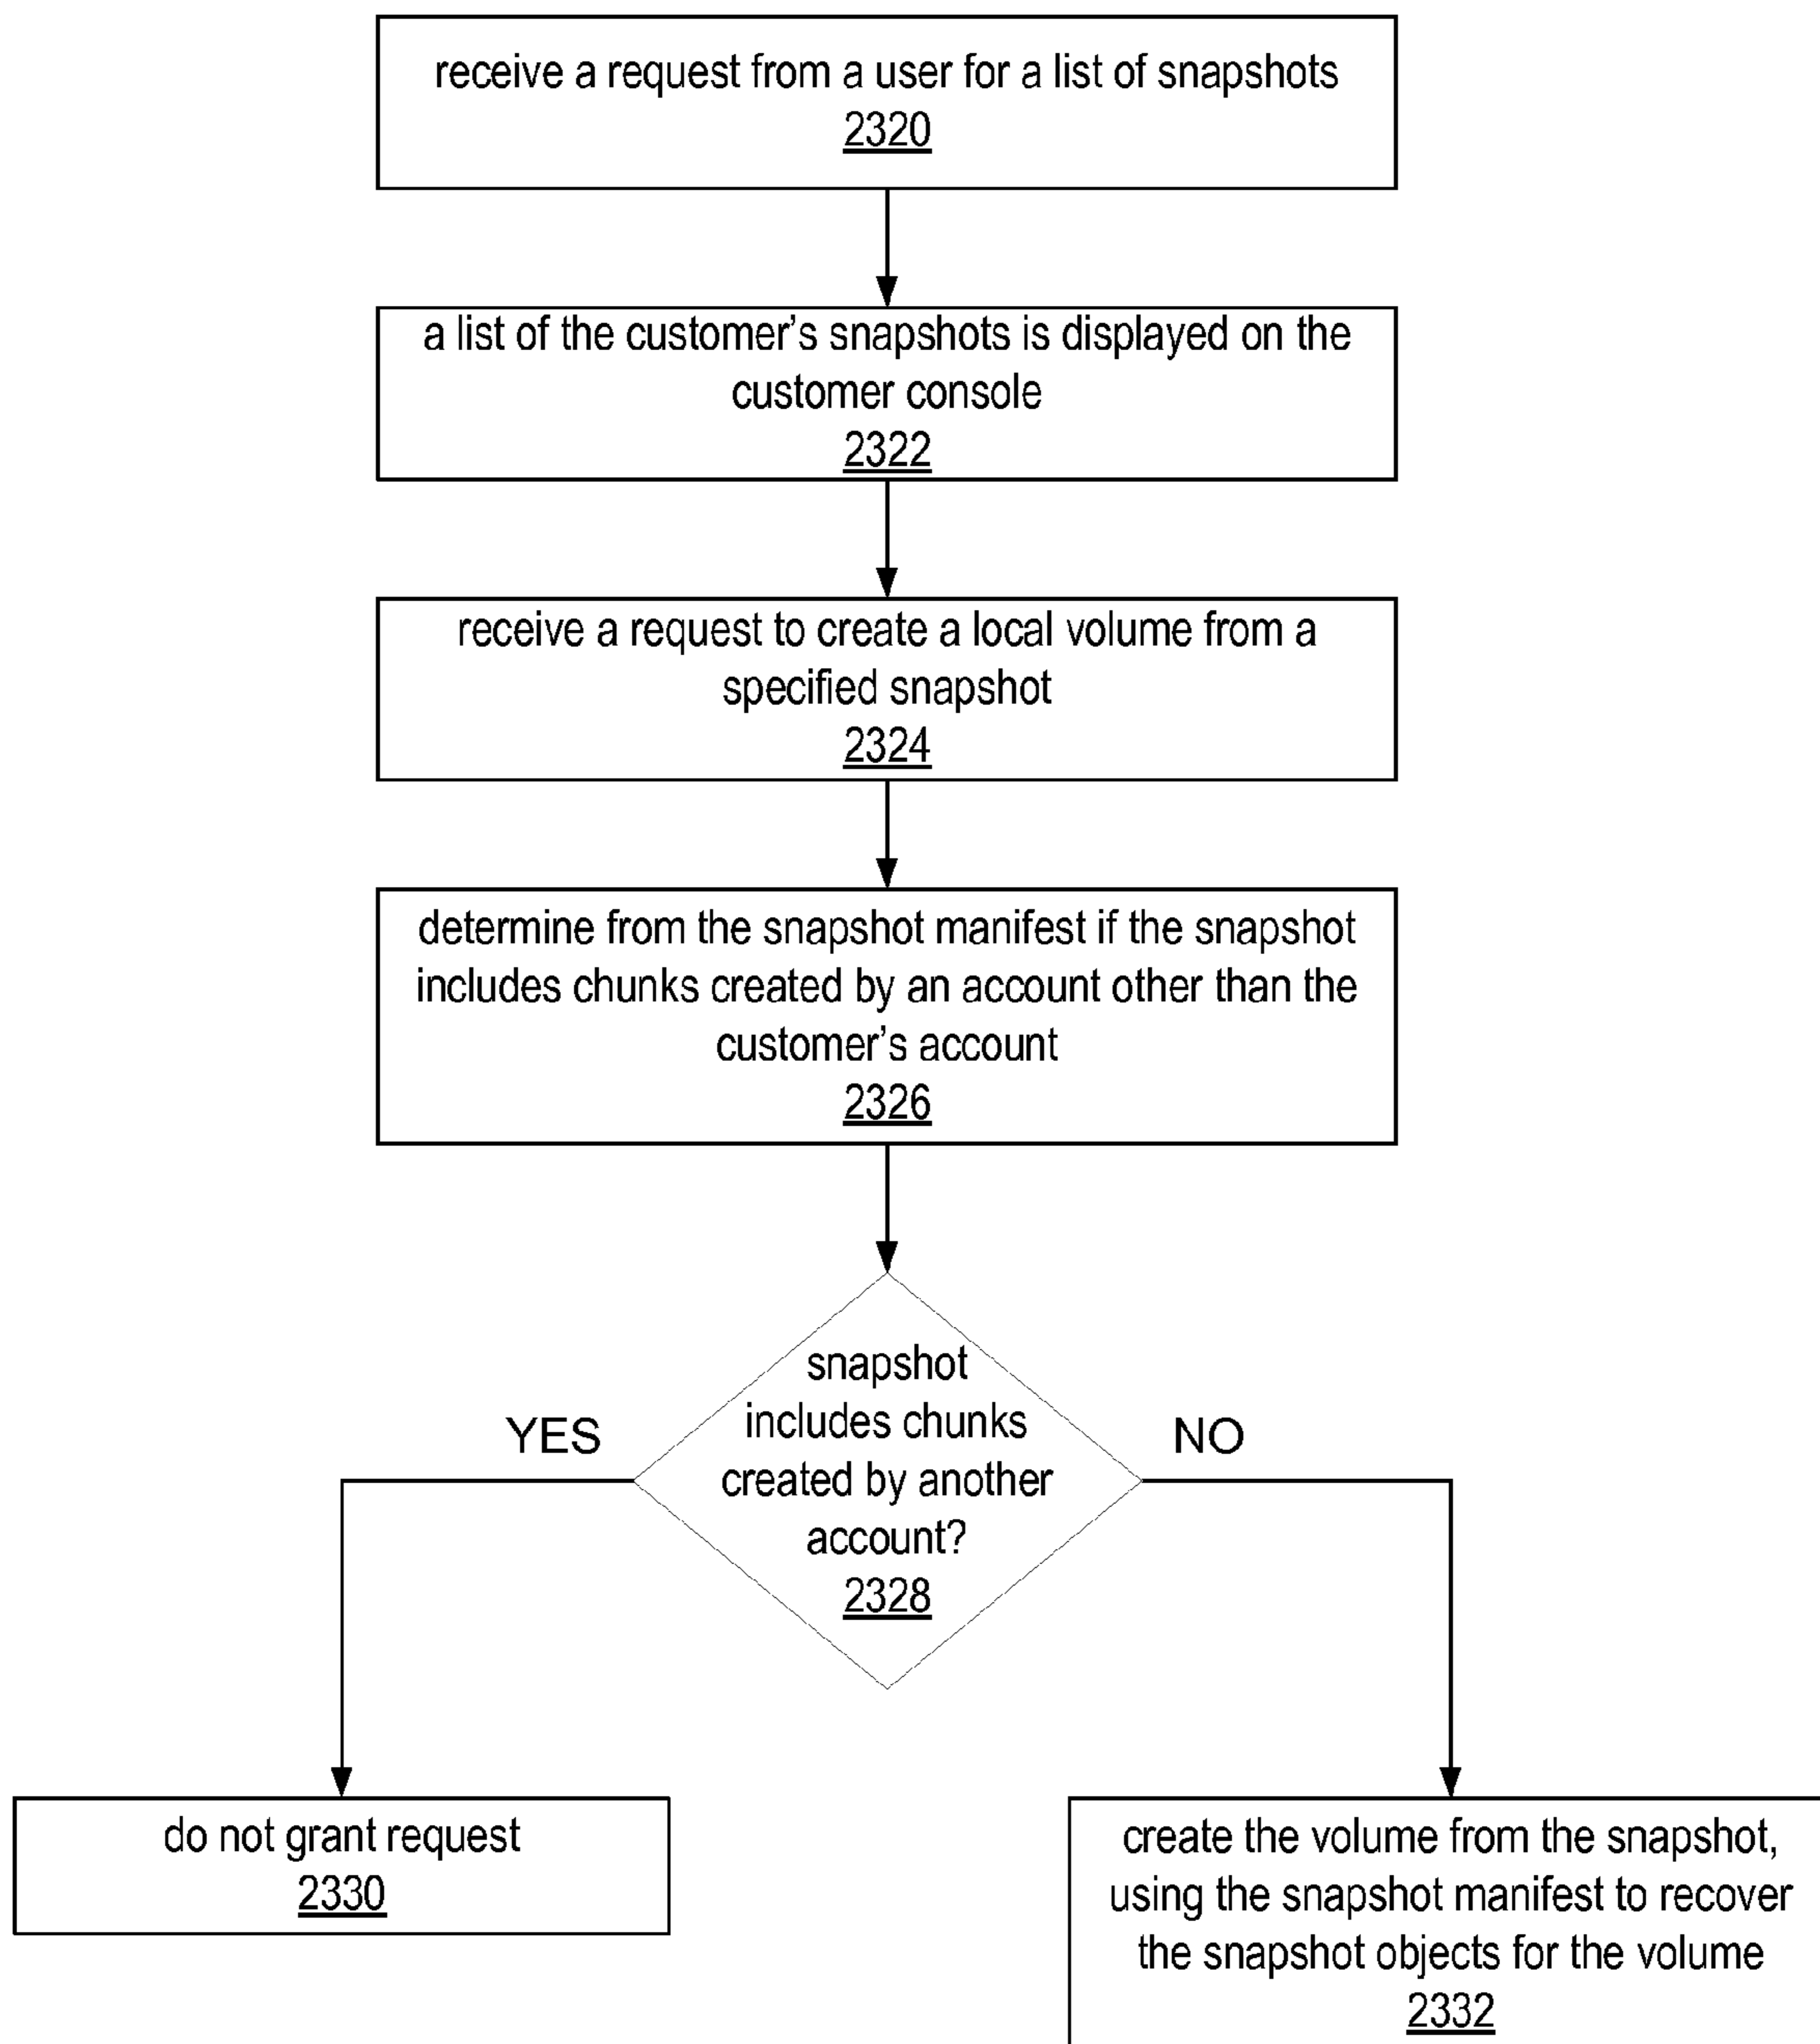 receive a request from a user for a list of snapshots
2320
a list of the customer's snapshots is displayed on the
customer console
2322
receive a request to create a local volume from a
specified snapshot
2324
determine from the snapshot manifest if the snapshot
includes chunks created by an account other than the
customer's account
2326
snapshot
includes chunks
created by another
account?
2328
YES
NO
do not grant request
2330
create the volume from the snapshot,
using the snapshot manifest to recover
the snapshot objects for the volume
2332